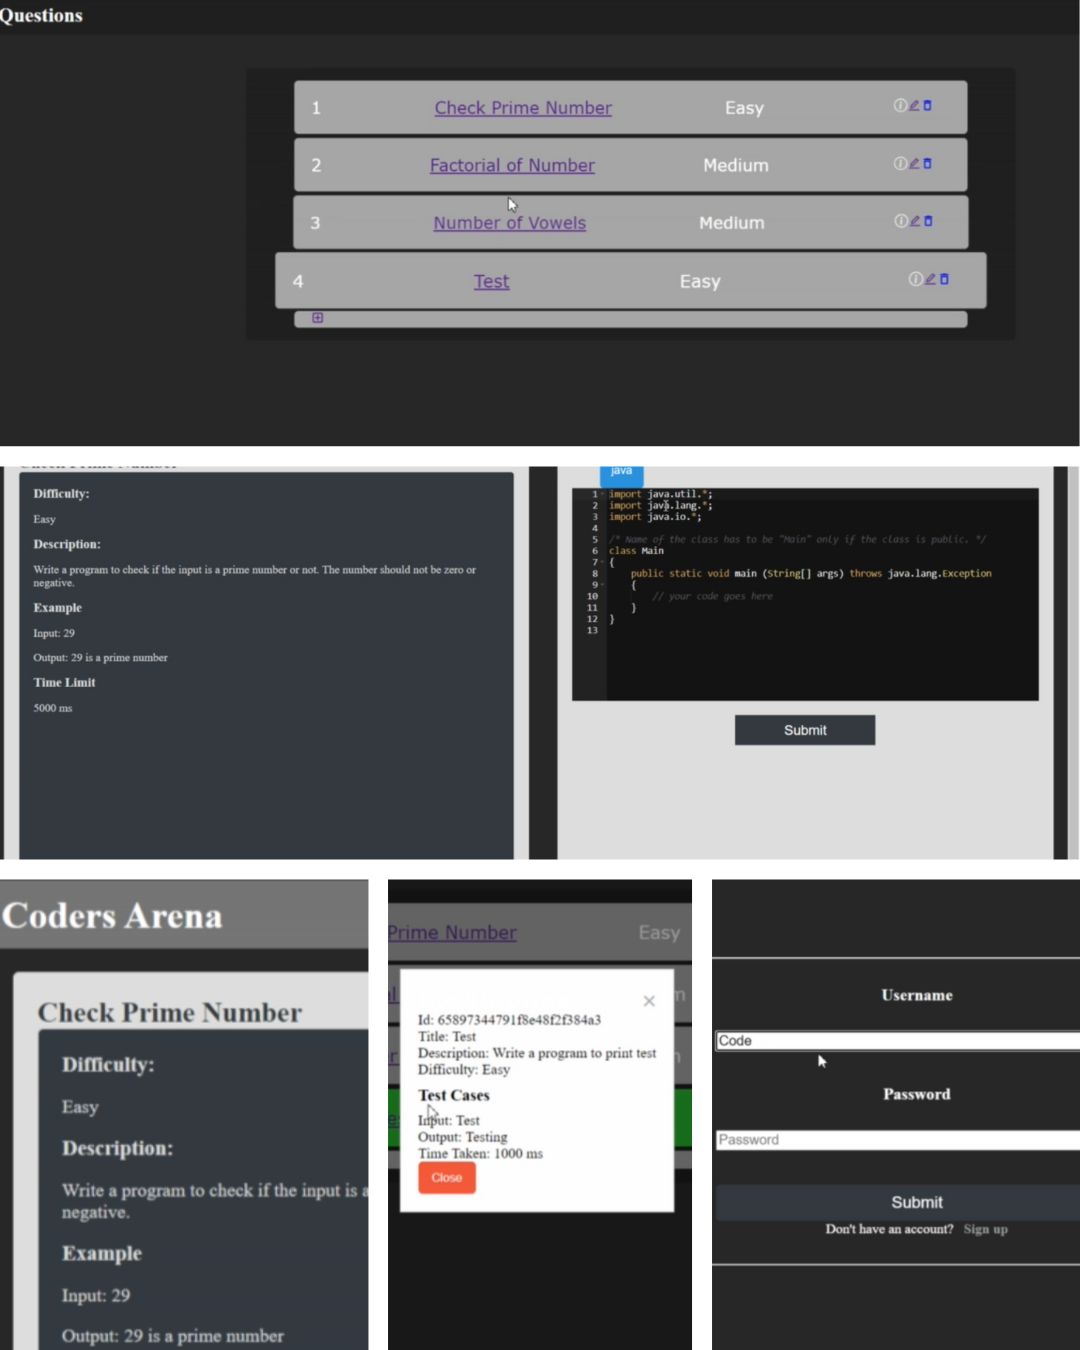 Questions
1 Check Prime Number Easy
2 Factorial of Number Medium
3 Number of Vowels Medium
4 Test Easy
Check Prime Number
Difficulty:
Easy
Description:
Write a program to check if the input is a prime number or not. The number should not be zero or
negative.
Example
Input: 29
Output: 29 is a prime number
Time Limit
5000 ms
java
1 import java.util.*;
2 import java.lang.*;
3 import java.io.*;
4
5 /* Name of the class has to be "Main" only if the class is public. */
6 class Main
7 {
8 public static void main (String[] args) throws java.lang.Exception
9 {
10 // your code goes here
11 }
12 }
13
Submit
Coders Arena
Check Prime Number
Difficulty:
Easy
Description:
Write a program to check if the input is a
negative.
Example
Input: 29
Output: 29 is a prime number
Prime Number Easy
Id: 65897344791f8e48f2f384a3
Title: Test
Description: Write a program to print test
Difficulty: Easy
Test Cases
Input: Test
Output: Testing
Time Taken: 1000 ms
Close
Username
Code
Password
Password
Submit
Don't have an account? Sign up